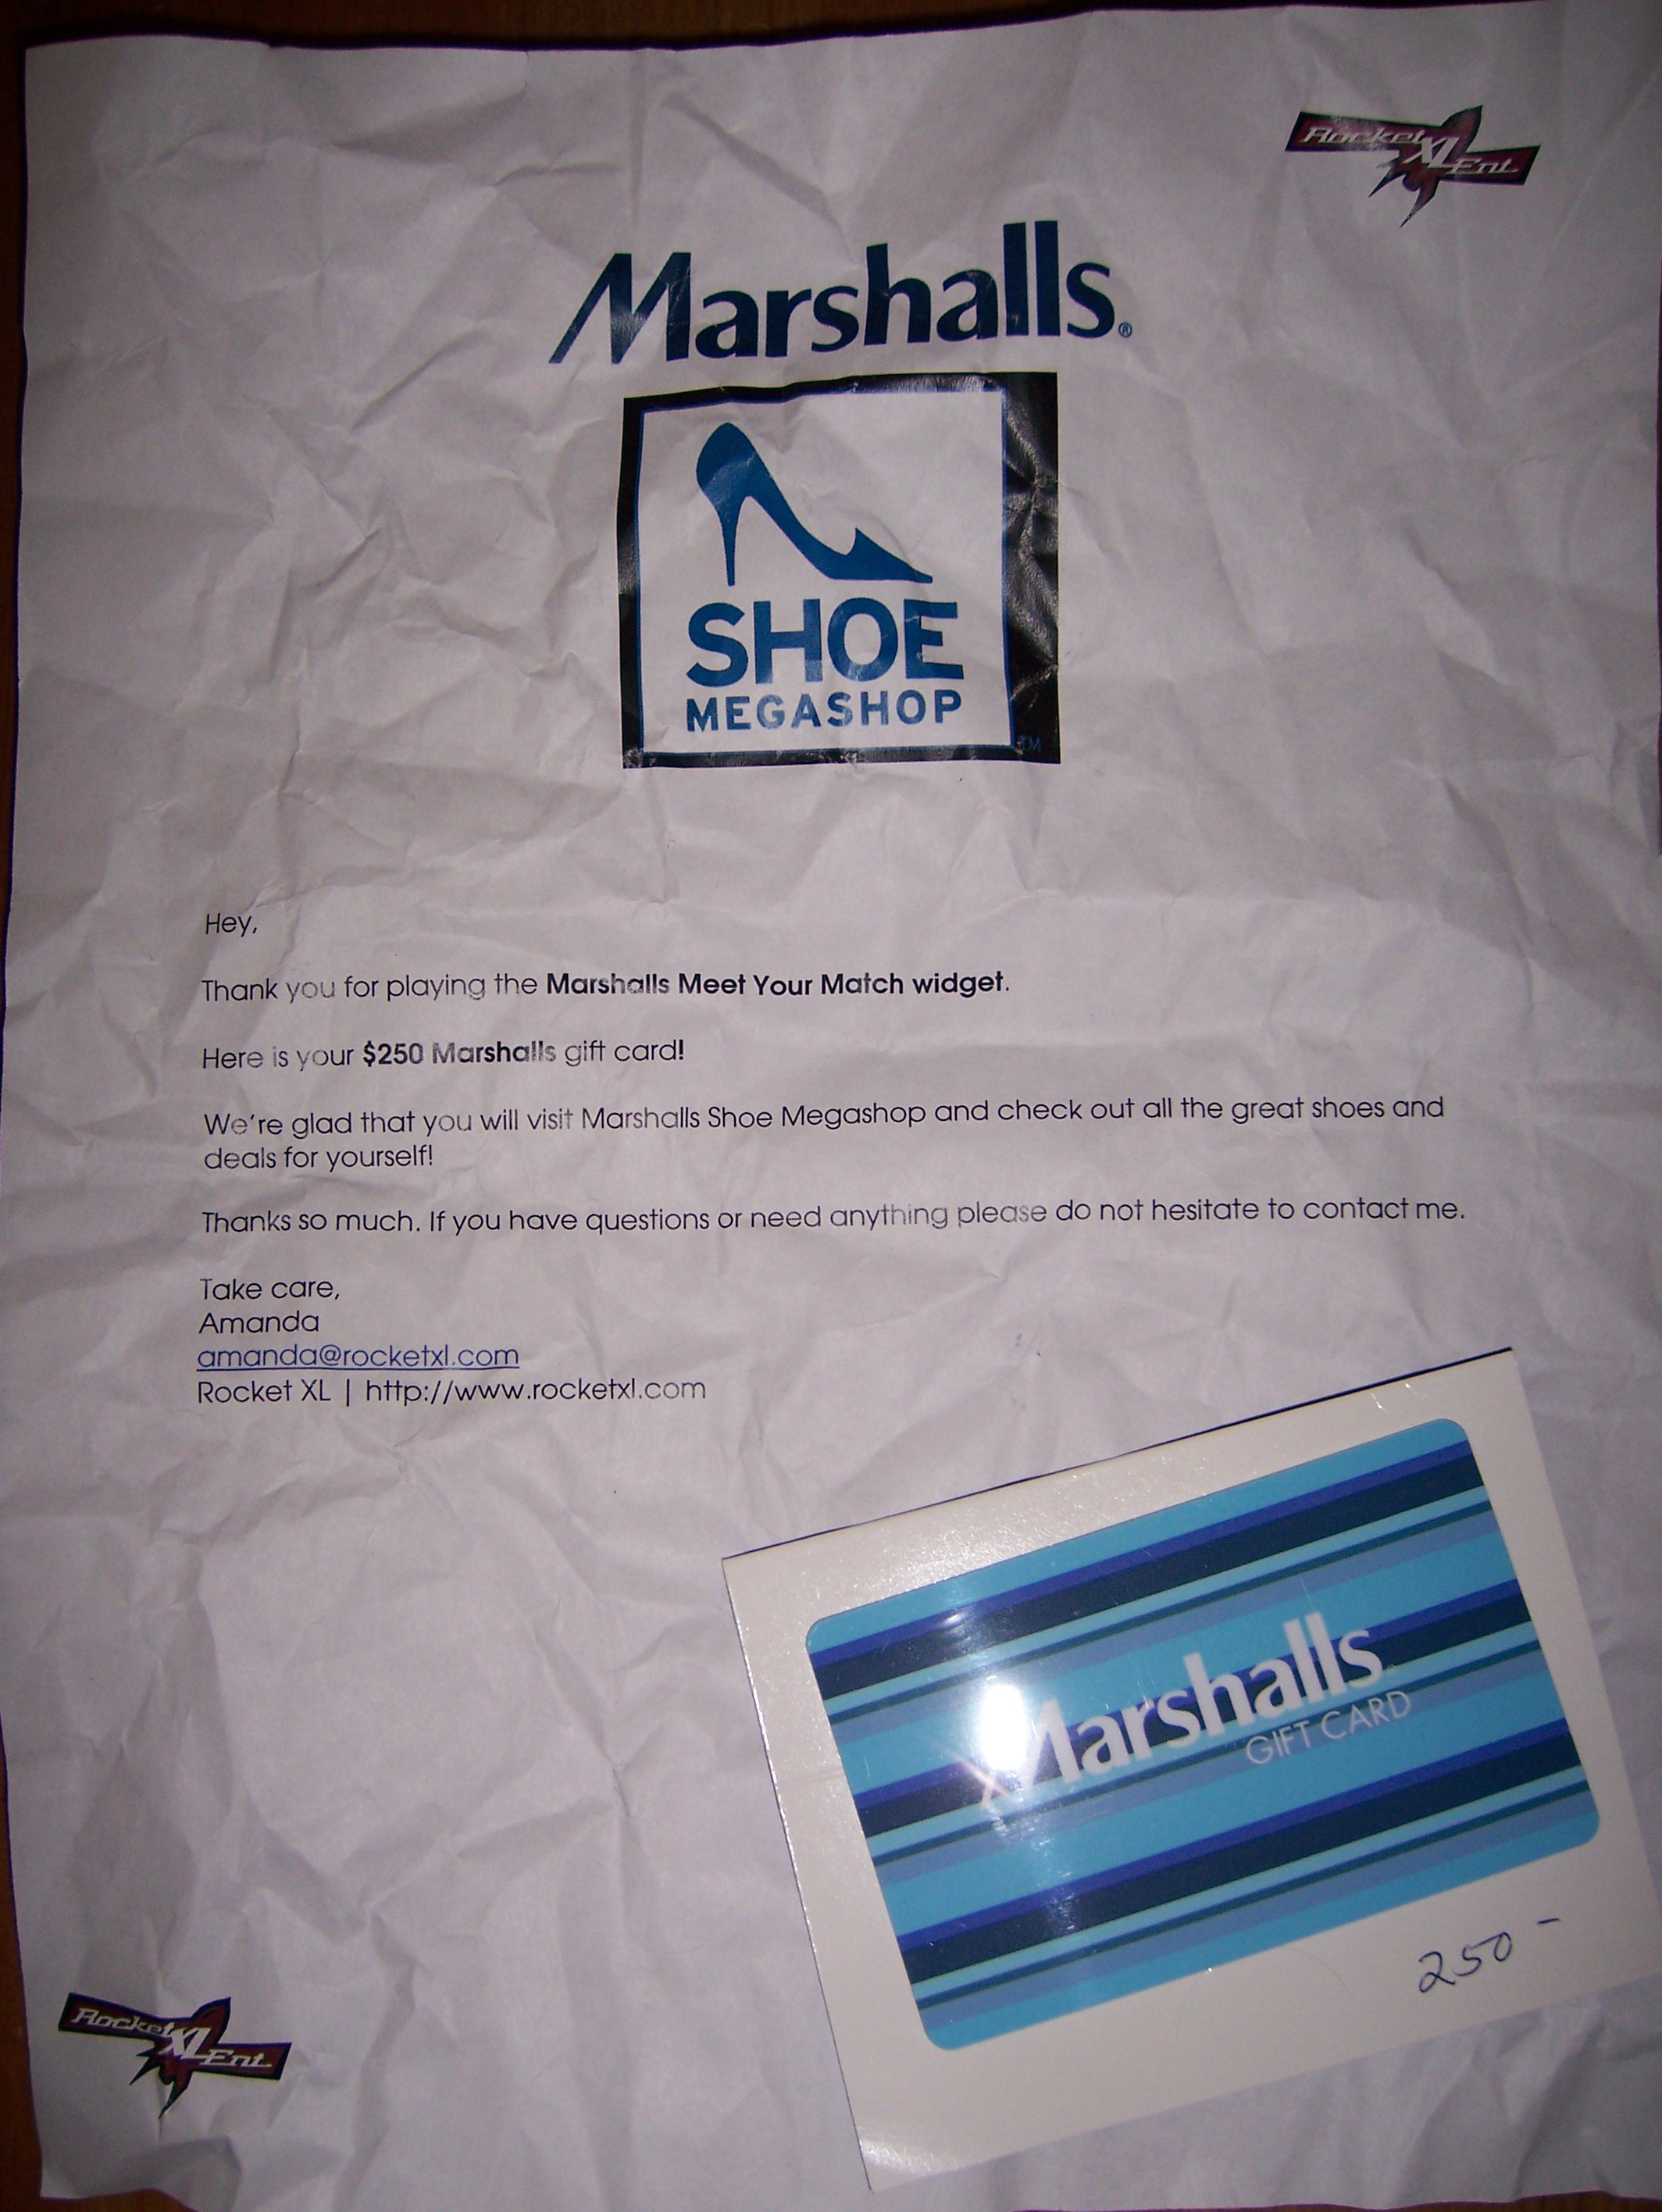 Rocket XL Ent.
Marshalls®
SHOE
MEGASHOP
TM
Hey,
Thank you for playing the Marshalls Meet Your Match widget.
Here is your $250 Marshalls gift card!
We're glad that you will visit Marshalls Shoe Megashop and check out all the great shoes and
deals for yourself!
Thanks so much. If you have questions or need anything please do not hesitate to contact me.
Take care,
Amanda
amanda@rocketxl.com
Rocket XL | http://www.rocketxl.com
Marshalls®
GIFT CARD
250 -
Rocket XL Ent.